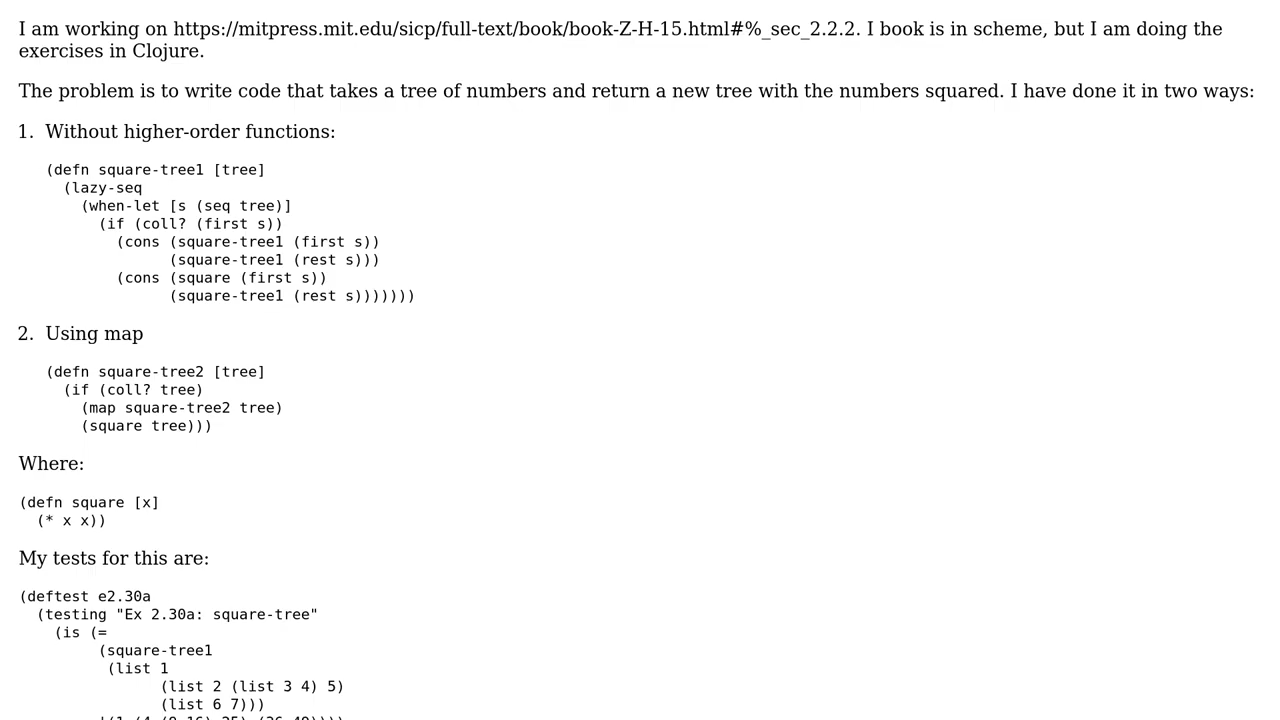 I am working on https://mitpress.mit.edu/sicp/full-text/book/book-Z-H-15.html#%_sec_2.2.2. I book is in scheme, but I am doing the
exercises in Clojure.
The problem is to write code that takes a tree of numbers and return a new tree with the numbers squared. I have done it in two ways:
1. Without higher-order functions:
(defn square-tree1 [tree]
  (lazy-seq
    (when-let [s (seq tree)]
      (if (coll? (first s))
        (cons (square-tree1 (first s))
              (square-tree1 (rest s)))
        (cons (square (first s))
              (square-tree1 (rest s)))))))
2. Using map
(defn square-tree2 [tree]
  (if (coll? tree)
    (map square-tree2 tree)
    (square tree)))
Where:
(defn square [x]
  (* x x))
My tests for this are:
(deftest e2.30a
  (testing "Ex 2.30a: square-tree"
    (is (=
         (square-tree1
          (list 1
                (list 2 (list 3 4) 5)
                (list 6 7)))